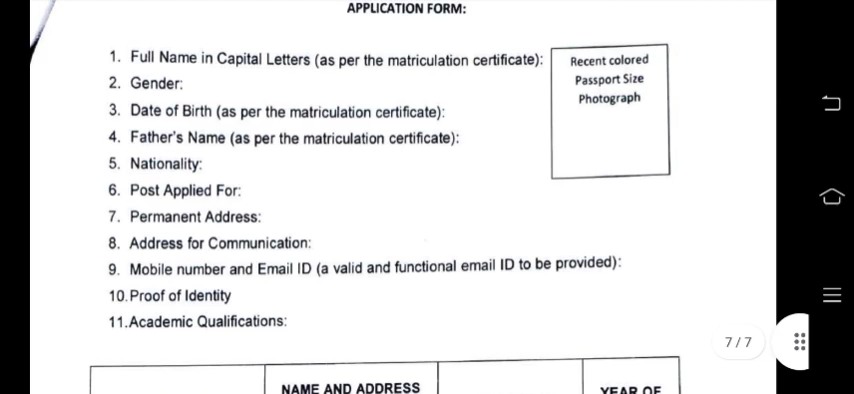 APPLICATION FORM:
1. Full Name in Capital Letters (as per the matriculation certificate):
Recent colored
Passport Size
Photograph
2. Gender:
3. Date of Birth (as per the matriculation certificate):
4. Father's Name (as per the matriculation certificate):
5. Nationality:
6. Post Applied For:
7. Permanent Address:
8. Address for Communication:
9. Mobile number and Email ID (a valid and functional email ID to be provided):
10.Proof of Identity
11.Academic Qualifications:
7/7
NAME AND ADDRESS
YEAR OF